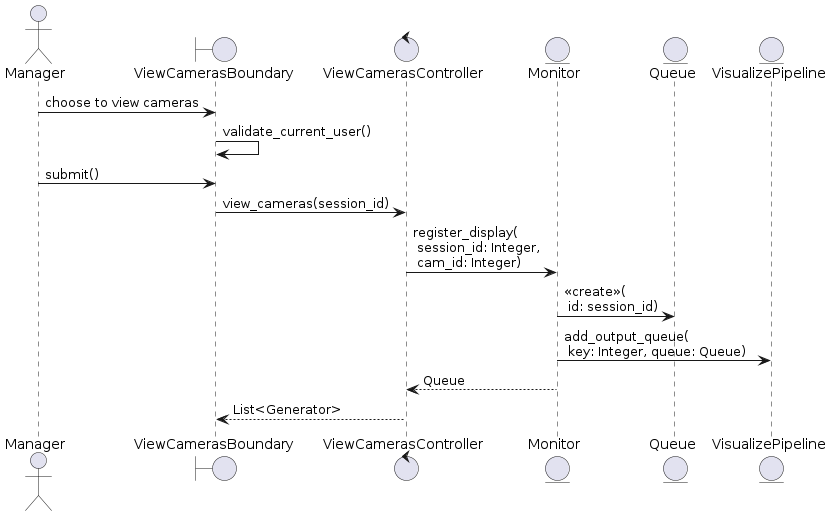 Manager ViewCamerasBoundary ViewCamerasController Monitor Queue VisualizePipeline
choose to view cameras
validate_current_user()
submit()
view_cameras(session_id)
register_display(
session_id: Integer,
cam_id: Integer)
«create»(
id: session_id)
add_output_queue(
key: Integer, queue: Queue)
Queue
List<Generator>
Manager ViewCamerasBoundary ViewCamerasController Monitor Queue VisualizePipeline